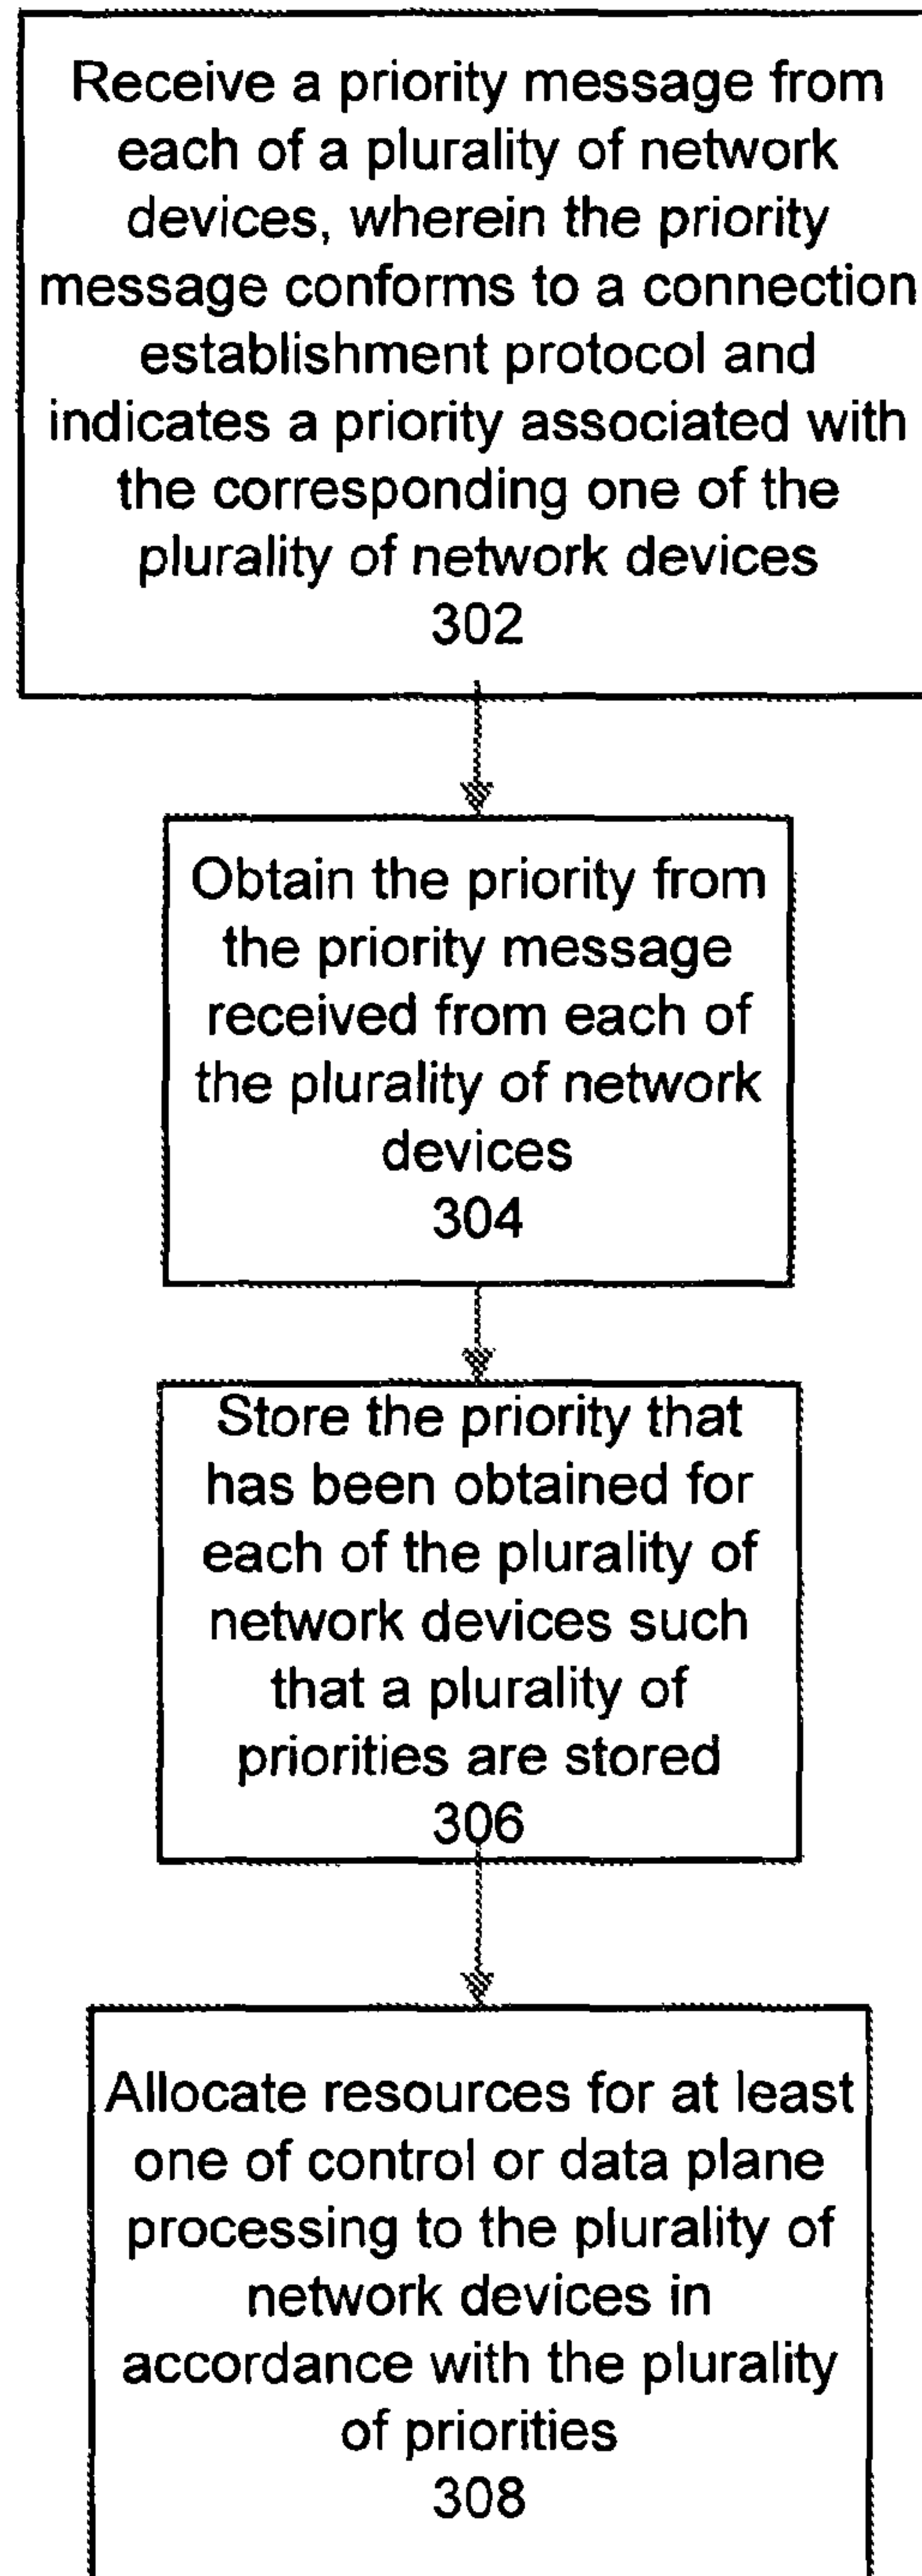 Receive a priority message from
each of a plurality of network
devices, wherein the priority
message conforms to a connection
establishment protocol and
indicates a priority associated with
the corresponding one of the
plurality of network devices
302
Obtain the priority from
the priority message
received from each of
the plurality of network
devices
304
Store the priority that
has been obtained for
each of the plurality of
network devices such
that a plurality of
priorities are stored
306
Allocate resources for at least
one of control or data plane
processing to the plurality of
network devices in
accordance with the plurality
of priorities
308